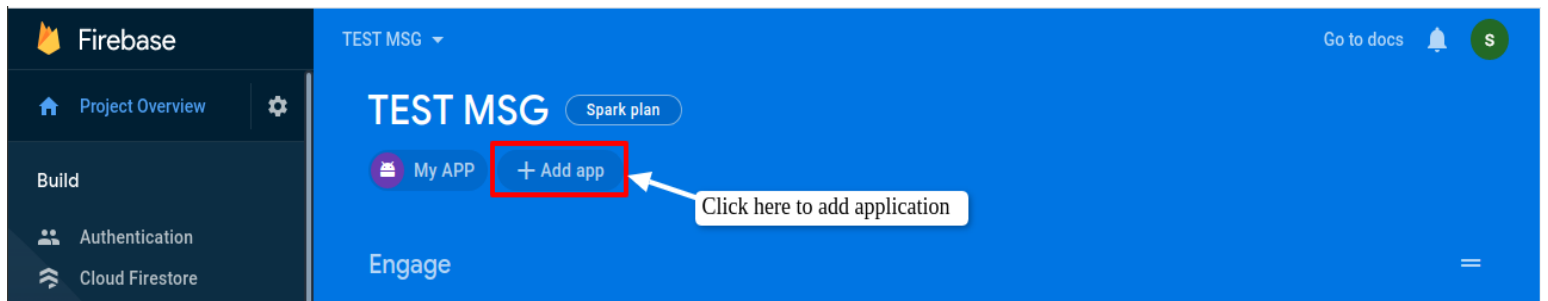 Firebase
TEST MSG
Go to docs
S
Project Overview
TEST MSG
Spark plan
My APP
+ Add app
Build
Click here to add application
Authentication
Engage
Cloud Firestore